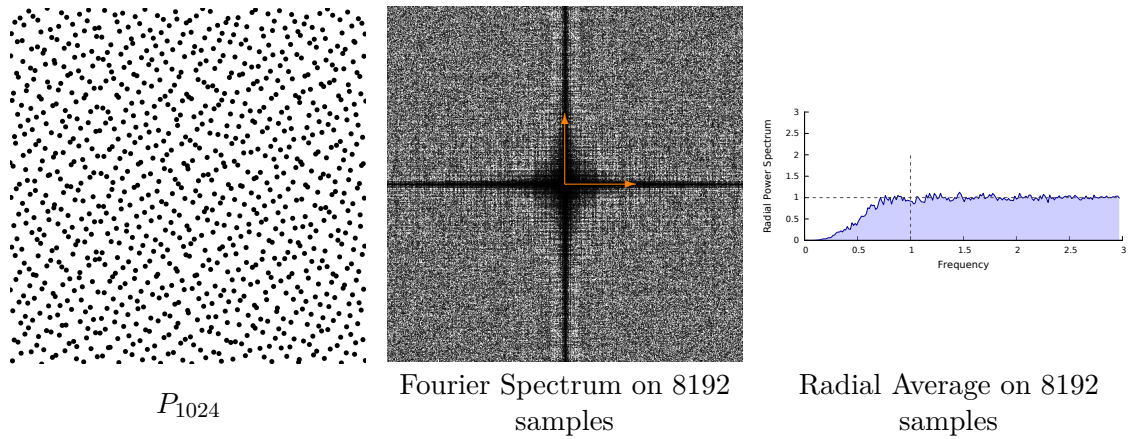 3
2.5
2
1.5
1
0.5
0
Radial Power Spectrum
0 0.5 1 1.5 2 2.5 3
Frequency
P1024
Fourier Spectrum on 8192
samples
Radial Average on 8192
samples